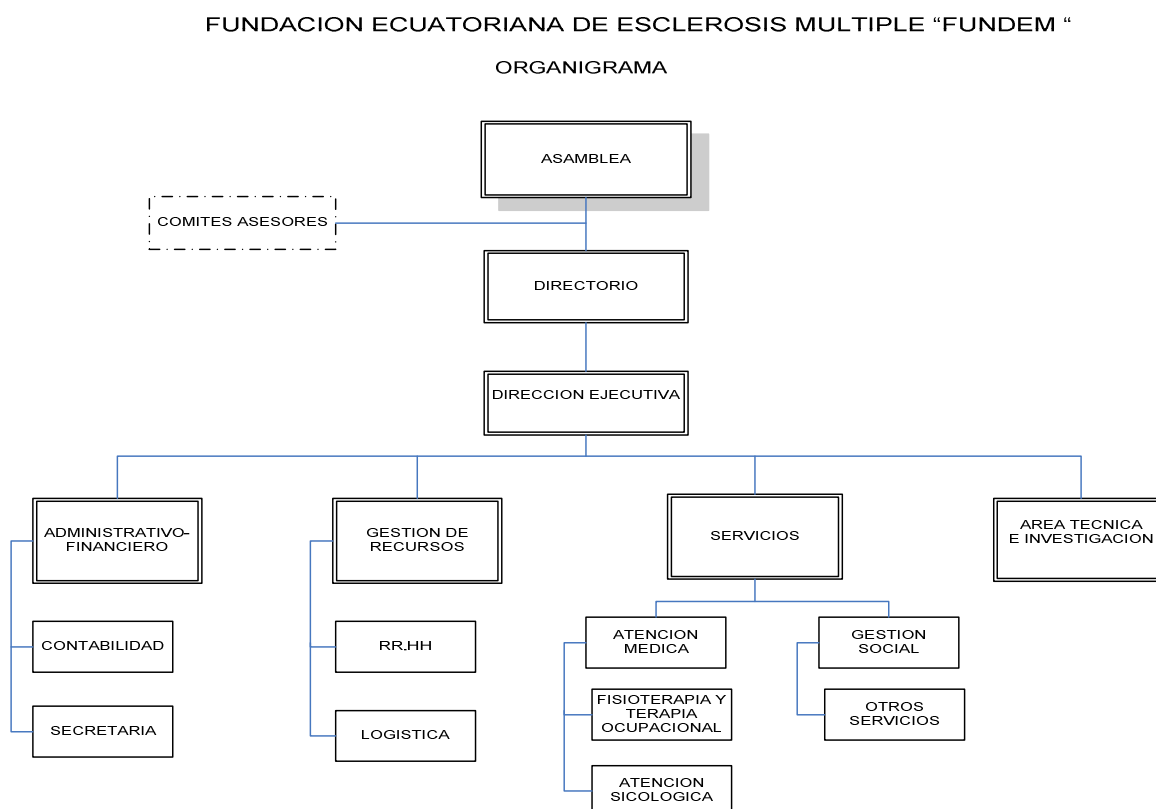 FUNDACION ECUATORIANA DE ESCLEROSIS MULTIPLE “FUNDEM “
ORGANIGRAMA
ASAMBLEA
COMITES ASESORES
DIRECTORIO
DIRECCION EJECUTIVA
ADMINISTRATIVO-
FINANCIERO
GESTION DE
RECURSOS
SERVICIOS
AREA TECNICA
E INVESTIGACION
CONTABILIDAD
SECRETARIA
RR.HH
LOGISTICA
ATENCION
MEDICA
FISIOTERAPIA Y
TERAPIA
OCUPACIONAL
ATENCION
SICOLOGICA
GESTION
SOCIAL
OTROS
SERVICIOS